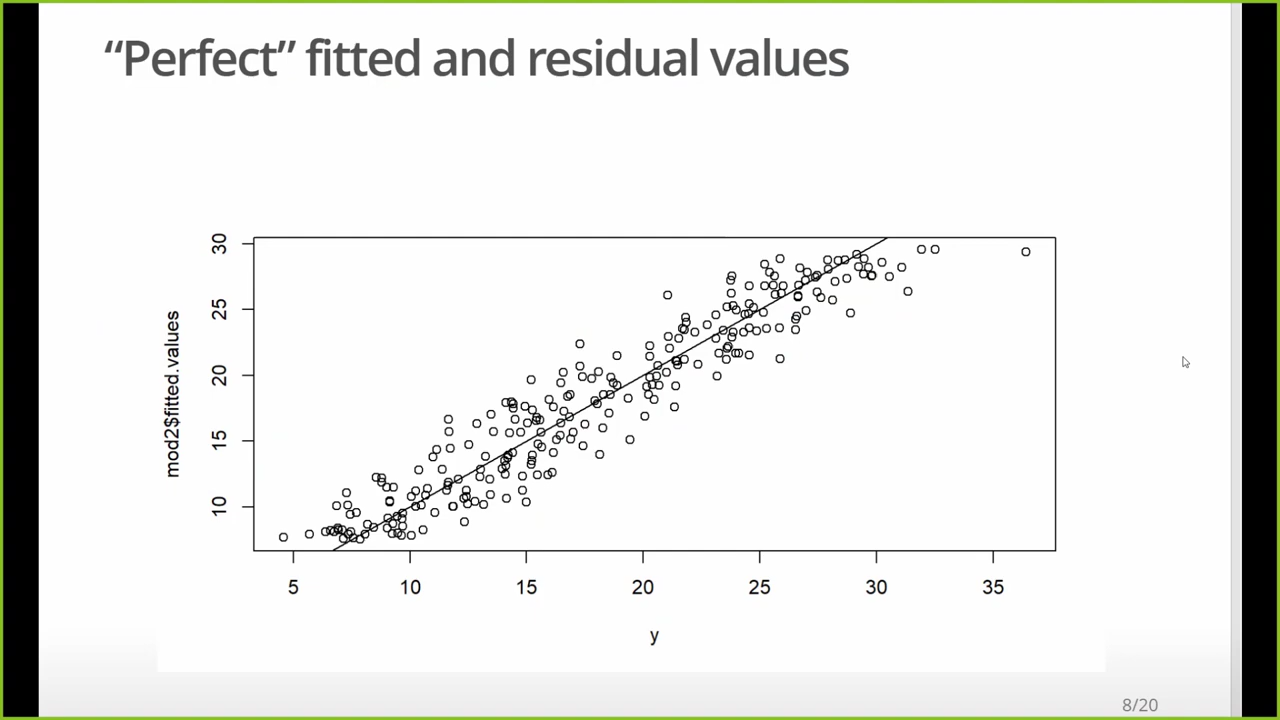 “Perfect” fitted and residual values
30
25
20
15
10
mod2$fitted.values
5 10 15 20 25 30 35
y
8/20